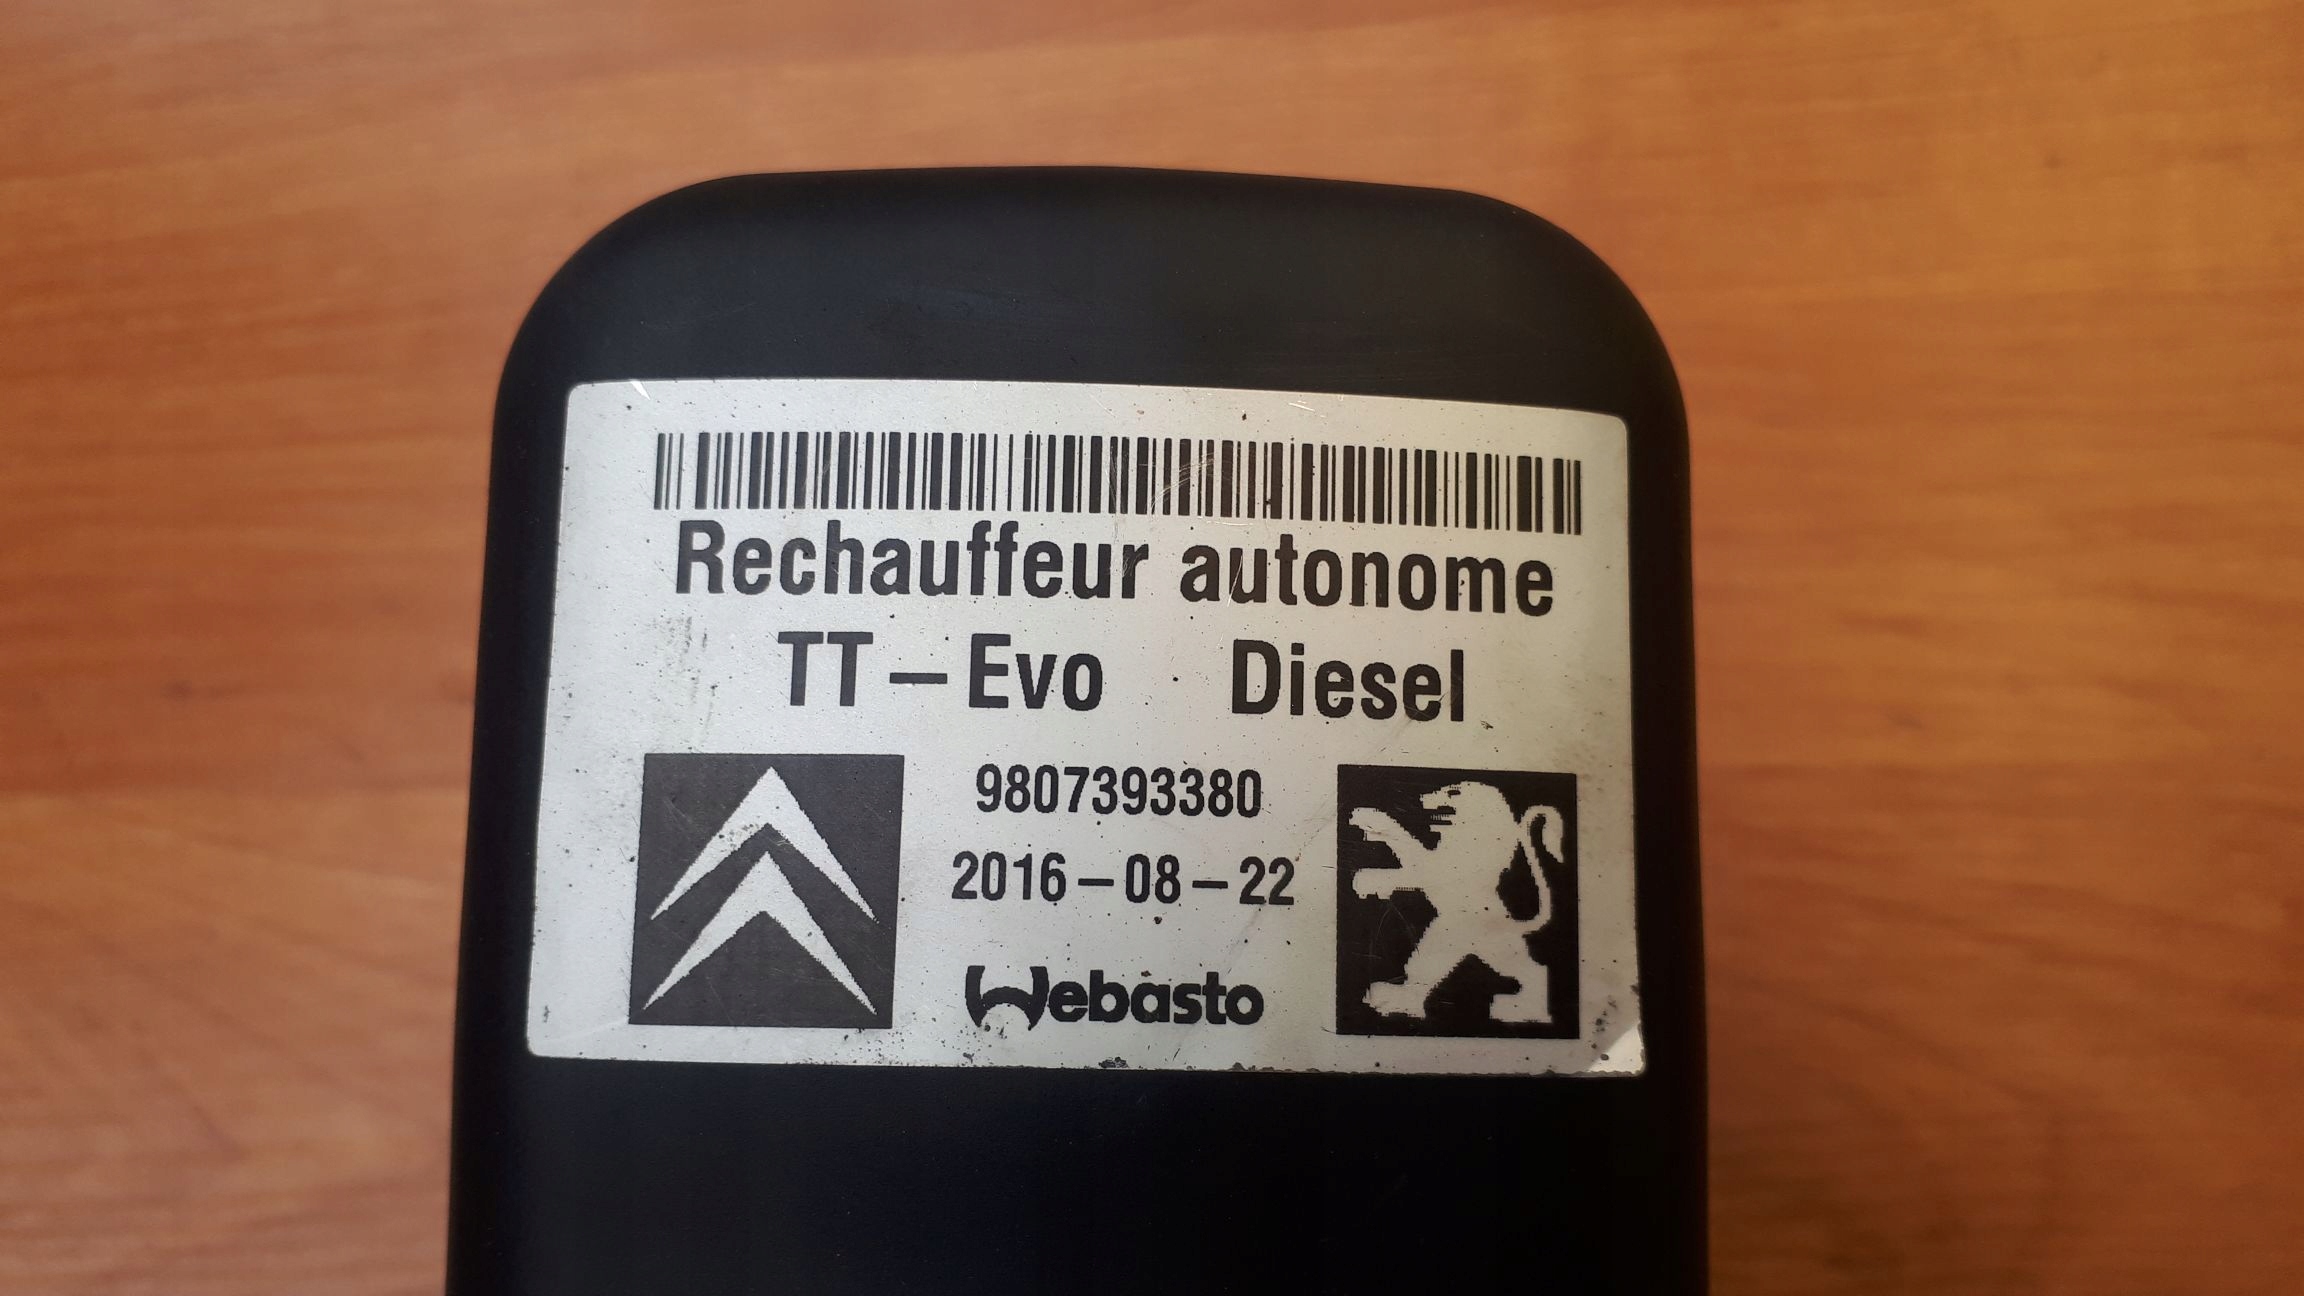 Rechauffeur autonome
TT - Evo Diesel
9807393380
2016 - 08 - 22
Webasto